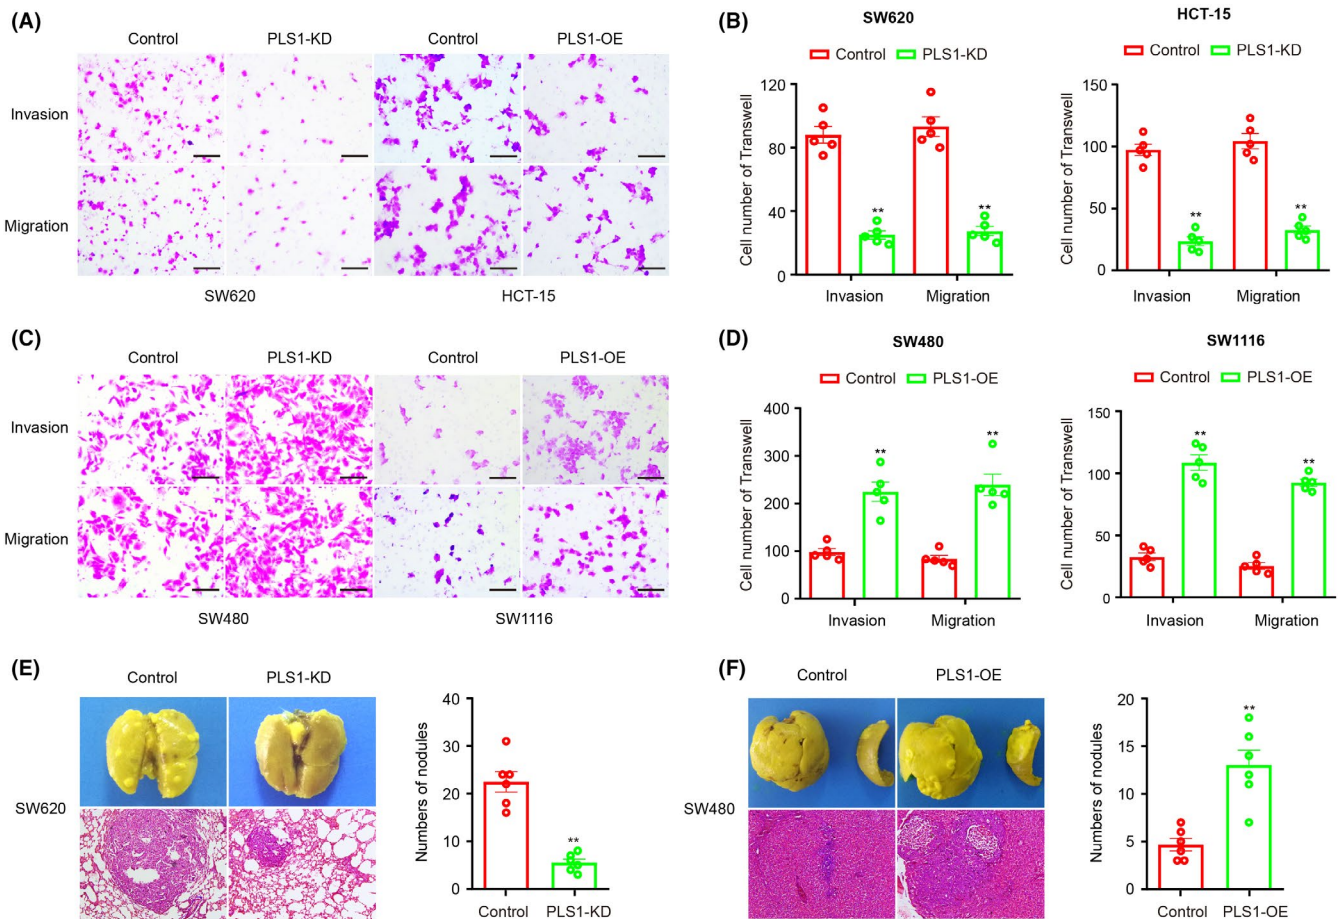 (A)
Control PLS1-KD Control PLS1-OE
Invasion
Migration
SW620 HCT-15
(B)
SW620
Control PLS1-KD
Cell number of Transwell
120
80
40
0
** **
Invasion Migration
HCT-15
Control PLS1-KD
Cell number of Transwell
150
100
50
0
** **
Invasion Migration
(C)
Control PLS1-KD Control PLS1-OE
Invasion
Migration
SW480 SW1116
(D)
SW480
Control PLS1-OE
Cell number of Transwell
400
300
200
100
0
** **
Invasion Migration
SW1116
Control PLS1-OE
Cell number of Transwell
150
100
50
0
** **
Invasion Migration
(E)
Control PLS1-KD
SW620
Numbers of nodules
40
30
20
10
0
**
Control PLS1-KD
(F)
Control PLS1-OE
SW480
Numbers of nodules
20
15
10
5
0
**
Control PLS1-OE